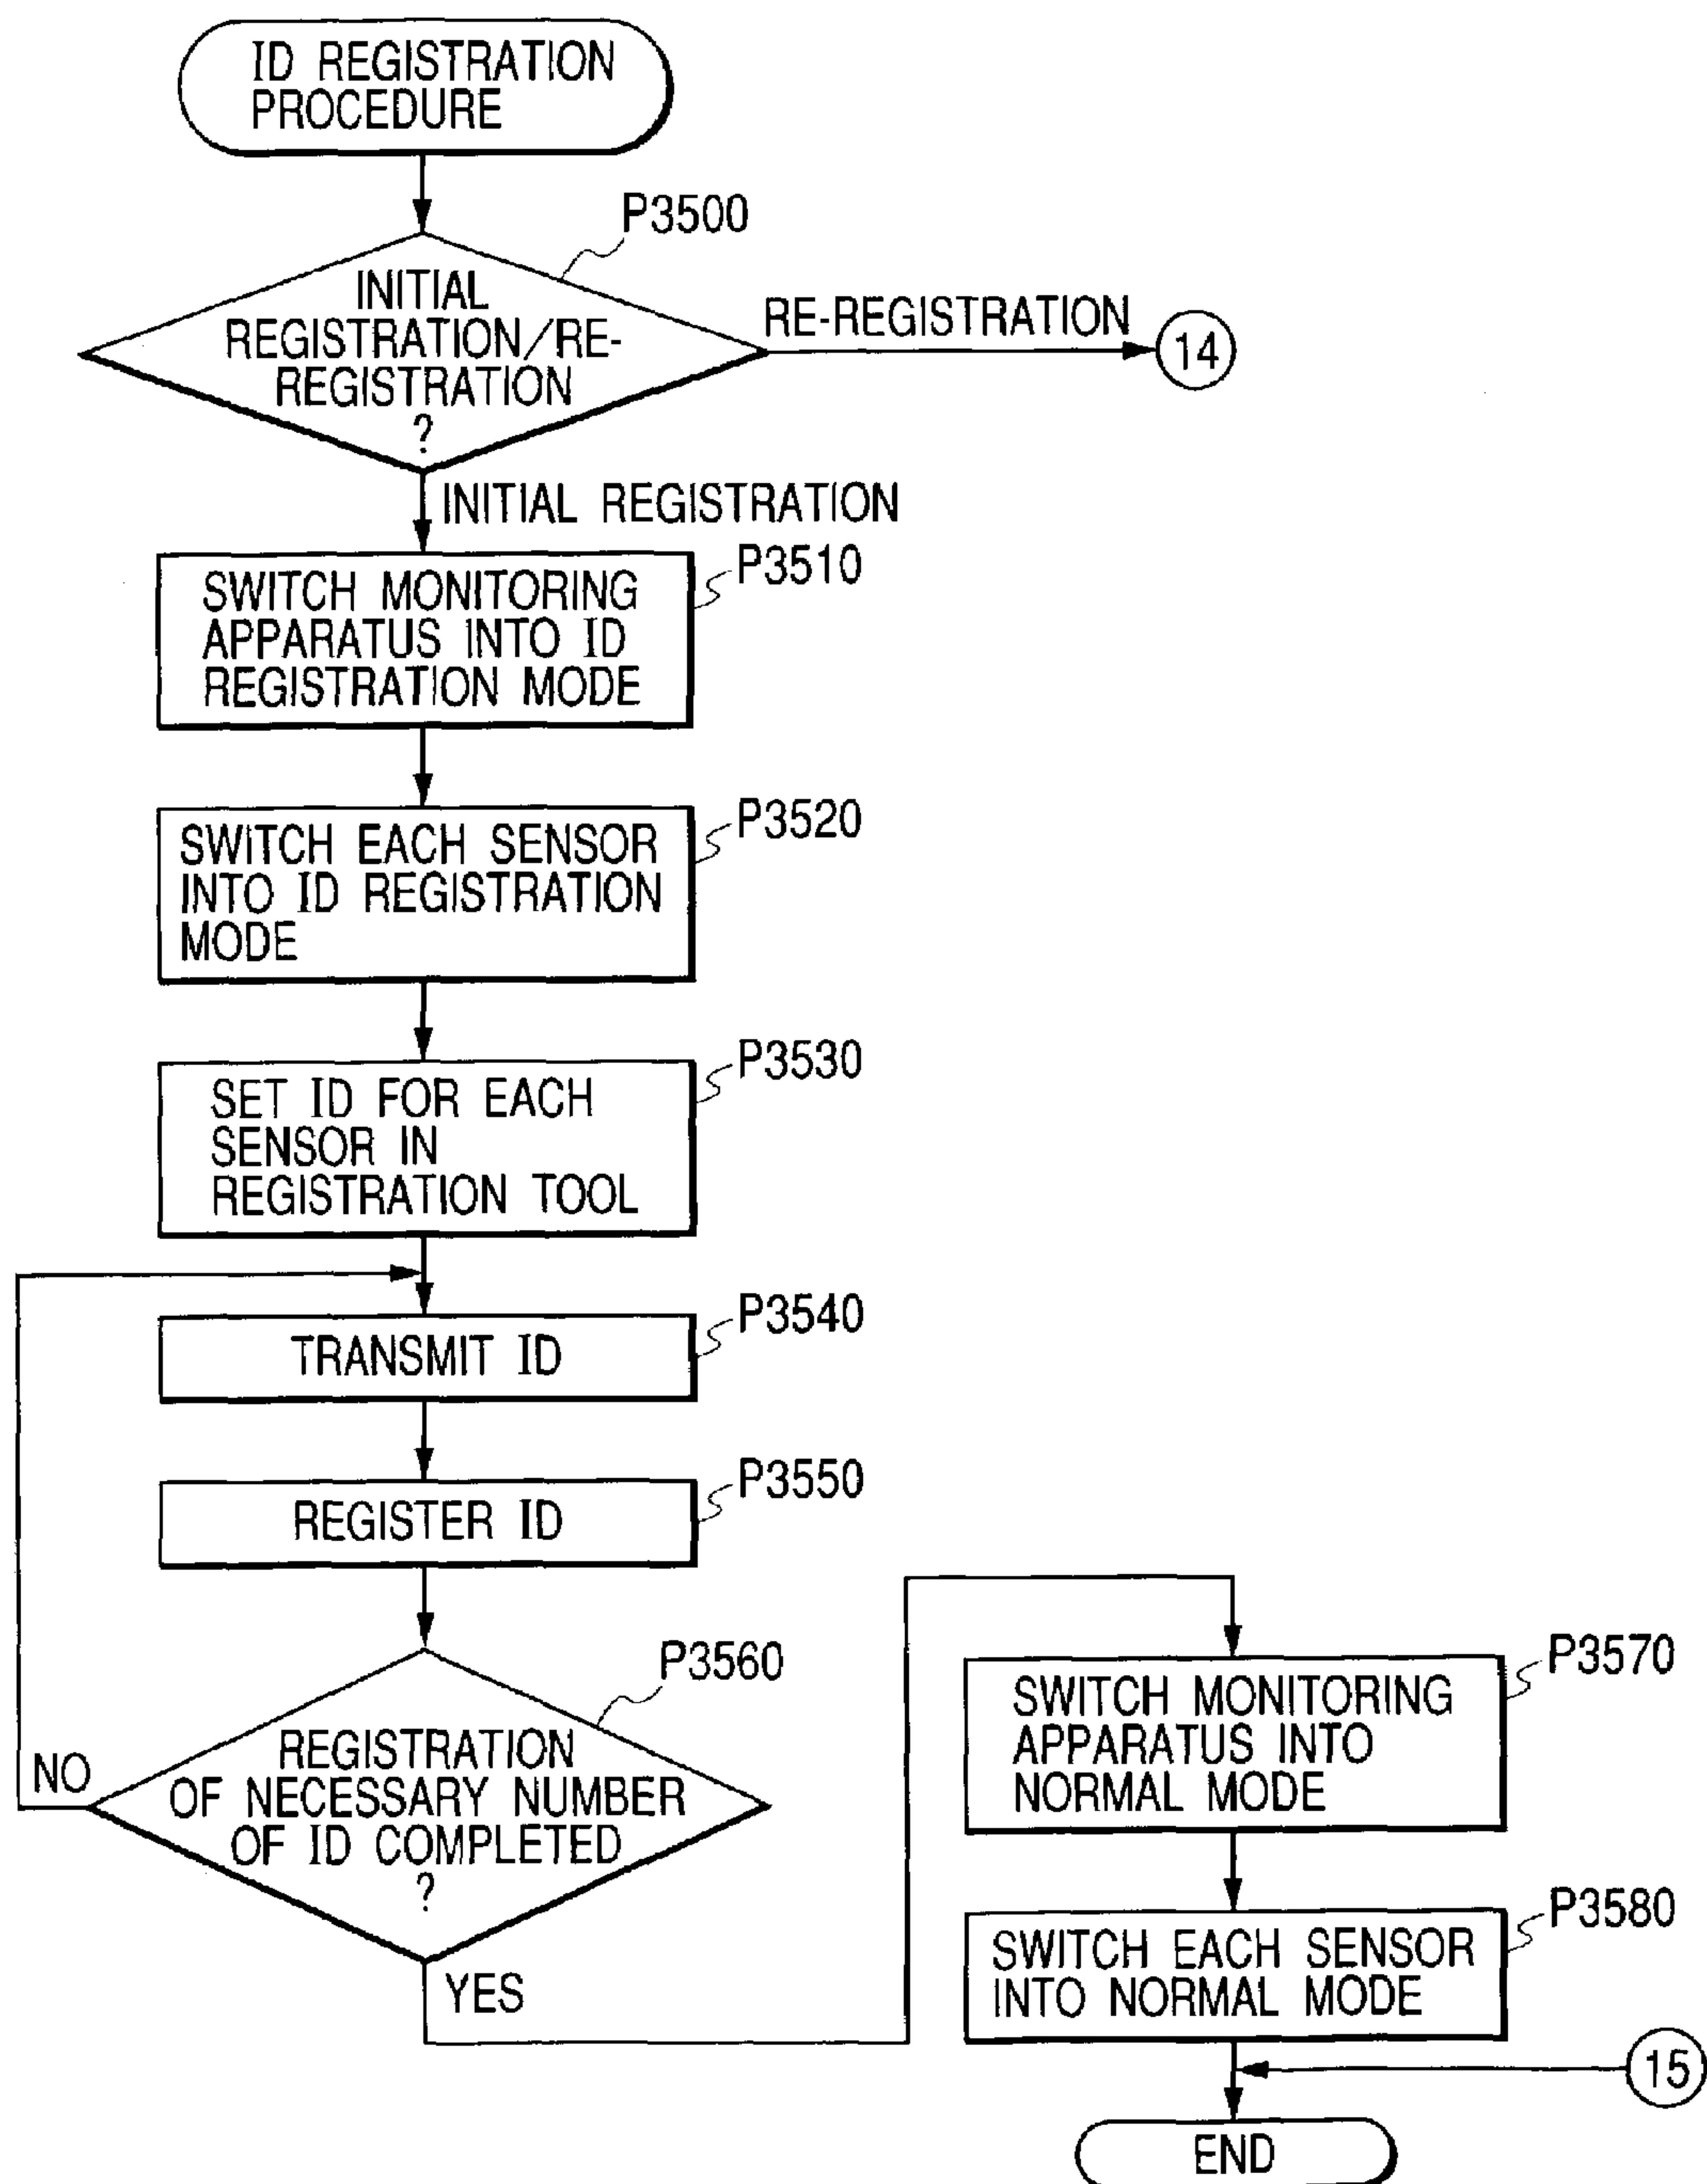 ID REGISTRATION
PROCEDURE
P3500
INITIAL
REGISTRATION/RE-
REGISTRATION
?
RE-REGISTRATION
14
INITIAL REGISTRATION
P3510
SWITCH MONITORING
APPARATUS INTO ID
REGISTRATION MODE
P3520
SWITCH EACH SENSOR
INTO ID REGISTRATION
MODE
P3530
SET ID FOR EACH
SENSOR IN
REGISTRATION TOOL
P3540
TRANSMIT ID
P3550
REGISTER ID
P3560
REGISTRATION
OF NECESSARY NUMBER
OF ID COMPLETED
?
NO
YES
P3570
SWITCH MONITORING
APPARATUS INTO
NORMAL MODE
P3580
SWITCH EACH SENSOR
INTO NORMAL MODE
15
END